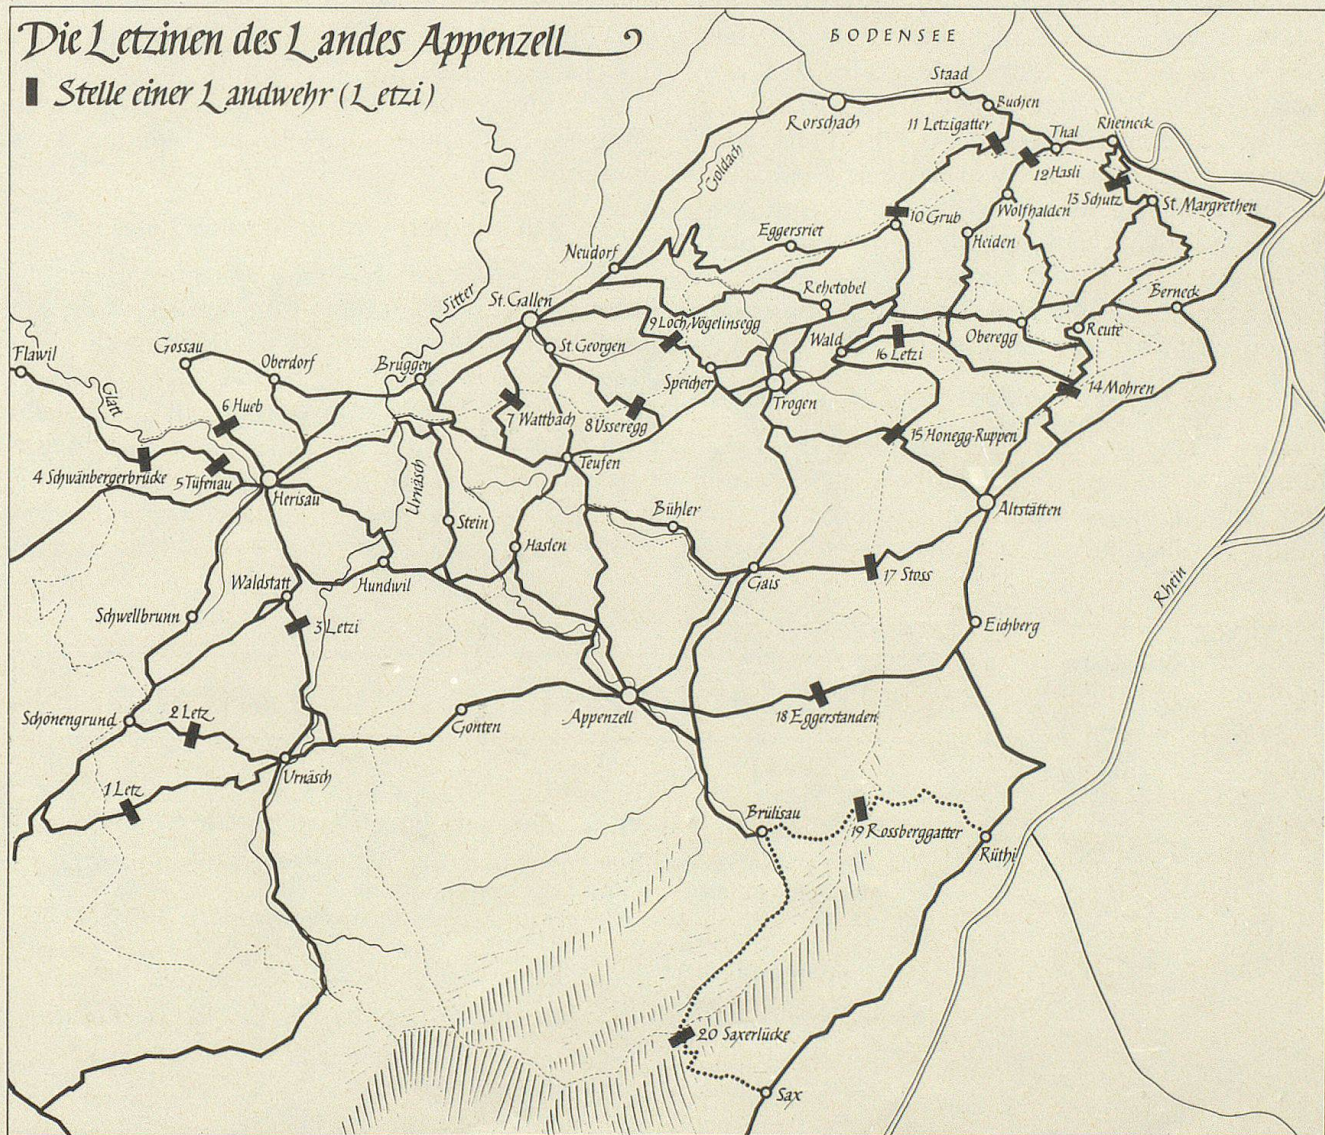 Die Letzinen des Landes Appenzell
Stelle einer Landwehr (Letzi)
BODENSEE
Staad
Buchen
Rorschach
11 Letzigatter
Thal
Rheineck
Goldach
12 Hasli
13 Schutz
St. Margrethen
10 Grub
Wolfhalden
Eggersriet
Heiden
Neudorf
Sitter
St. Gallen
Rehetobel
Berneck
9 Loch, Vögelinsegg
Wald
Oberegg
Reute
16 Letzi
Flawil
Gossau
Oberdorf
Bruggen
St. Georgen
Speicher
Trogen
14 Mohren
Glatt
6 Hueb
7 Wattbach
8 Üsseregg
15 Honegg-Ruppen
4 Schwänbergerbrücke
5 Tüfenau
Herisau
Urnäsch
Teufen
Stein
Bühler
Altstätten
Haslen
Waldstatt
Hundwil
Gais
17 Stoss
Rhein
Schwellbrunn
3 Letzi
Eichberg
Schönengrund
2 Letz
Gonten
Appenzell
18 Eggerstanden
Urnäsch
1 Letz
Brülisau
19 Rossberggatter
Rüthi
20 Saxerlücke
Sax